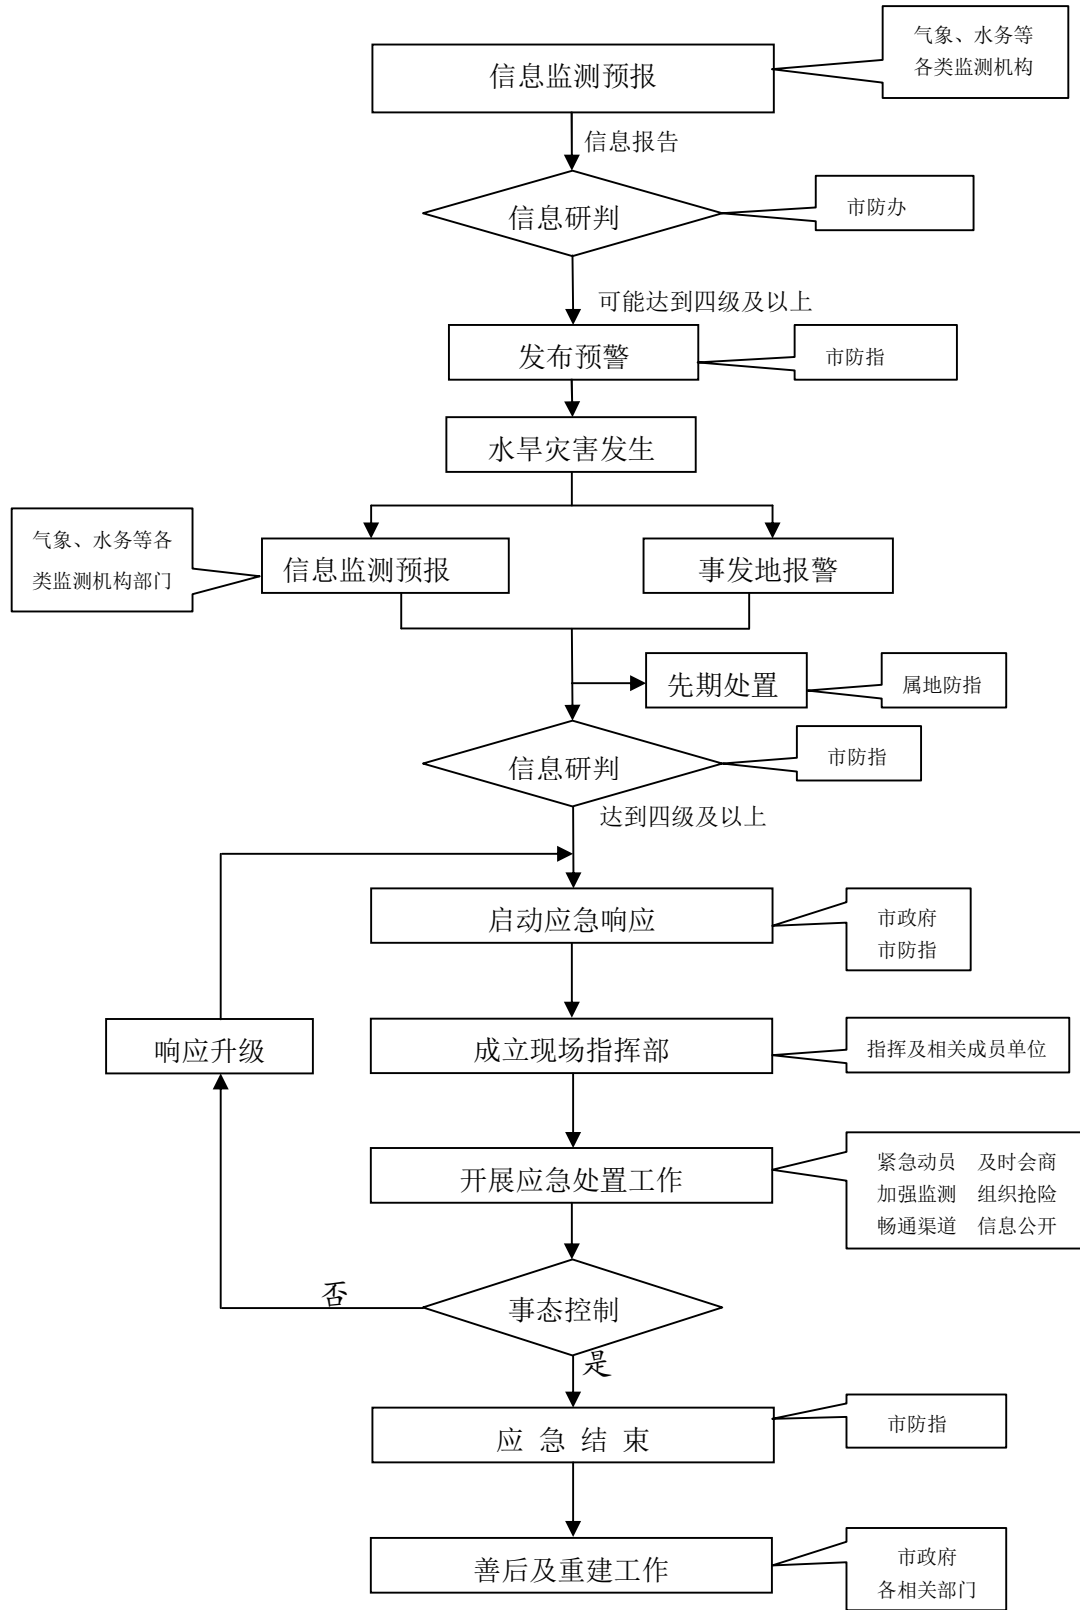 气象、水务等
各类监测机构
信息监测预报
信息报告
信息研判
市防办
可能达到四级及以上
发布预警
市防指
水旱灾害发生
气象、水务等各
类监测机构部门
信息监测预报
事发地报警
先期处置
属地防指
信息研判
市防指
达到四级及以上
启动应急响应
市政府
市防指
响应升级
成立现场指挥部
指挥及相关成员单位
开展应急处置工作
紧急动员 及时会商
加强监测 组织抢险
畅通渠道 信息公开
否
事态控制
是
应 急 结 束
市防指
善后及重建工作
市政府
各相关部门